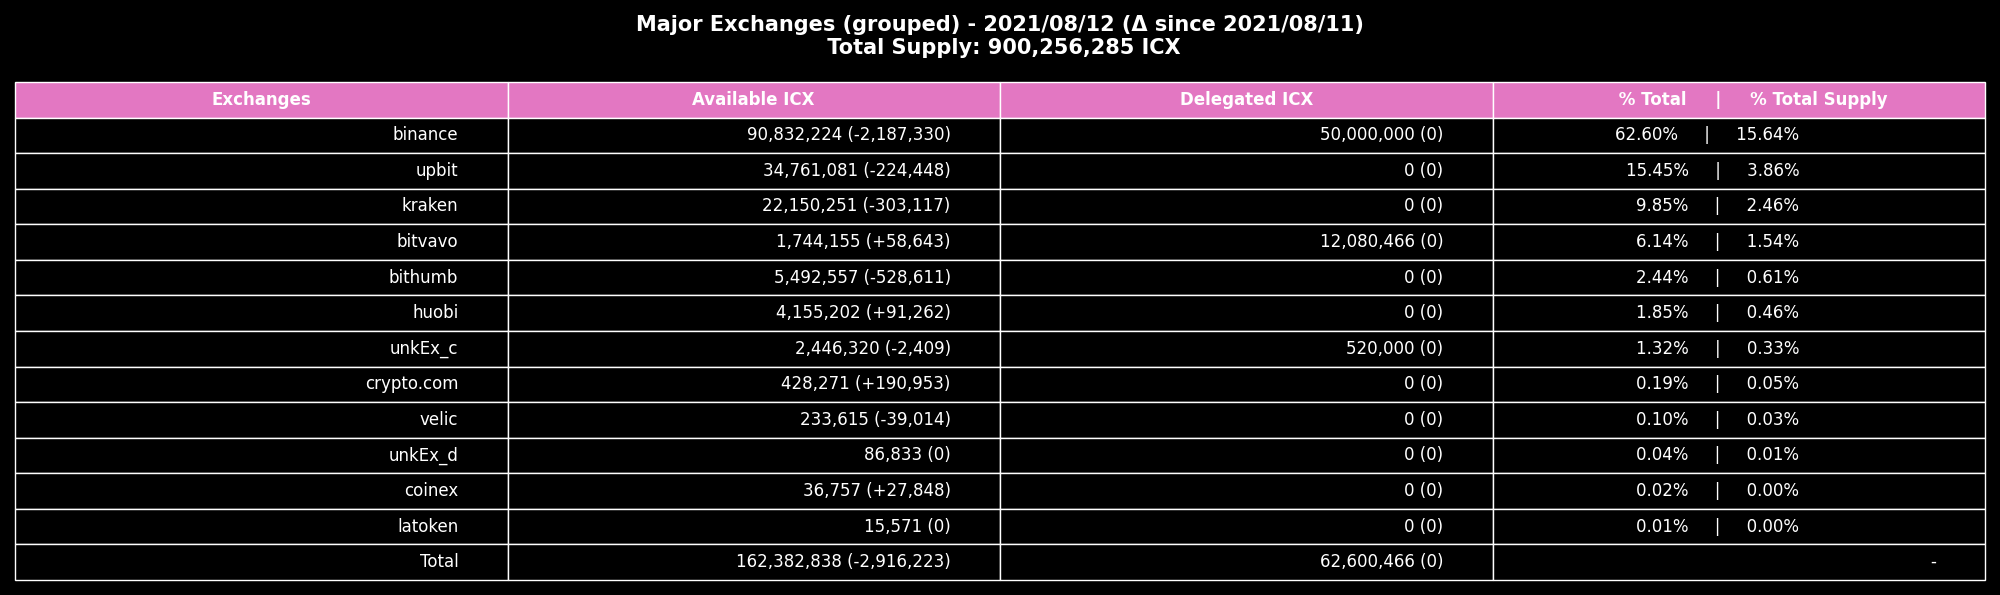 Major Exchanges (grouped) - 2021/08/12 (Δ since 2021/08/11)
Total Supply: 900,256,285 ICX
Exchanges Available ICX Delegated ICX % Total | % Total Supply
binance 90,832,224 (-2,187,330) 50,000,000 (0) 62.60% | 15.64%
upbit 34,761,081 (-224,448) 0 (0) 15.45% | 3.86%
kraken 22,150,251 (-303,117) 0 (0) 9.85% | 2.46%
bitvavo 1,744,155 (+58,643) 12,080,466 (0) 6.14% | 1.54%
bithumb 5,492,557 (-528,611) 0 (0) 2.44% | 0.61%
huobi 4,155,202 (+91,262) 0 (0) 1.85% | 0.46%
unkEx_c 2,446,320 (-2,409) 520,000 (0) 1.32% | 0.33%
crypto.com 428,271 (+190,953) 0 (0) 0.19% | 0.05%
velic 233,615 (-39,014) 0 (0) 0.10% | 0.03%
unkEx_d 86,833 (0) 0 (0) 0.04% | 0.01%
coinex 36,757 (+27,848) 0 (0) 0.02% | 0.00%
latoken 15,571 (0) 0 (0) 0.01% | 0.00%
Total 162,382,838 (-2,916,223) 62,600,466 (0) -